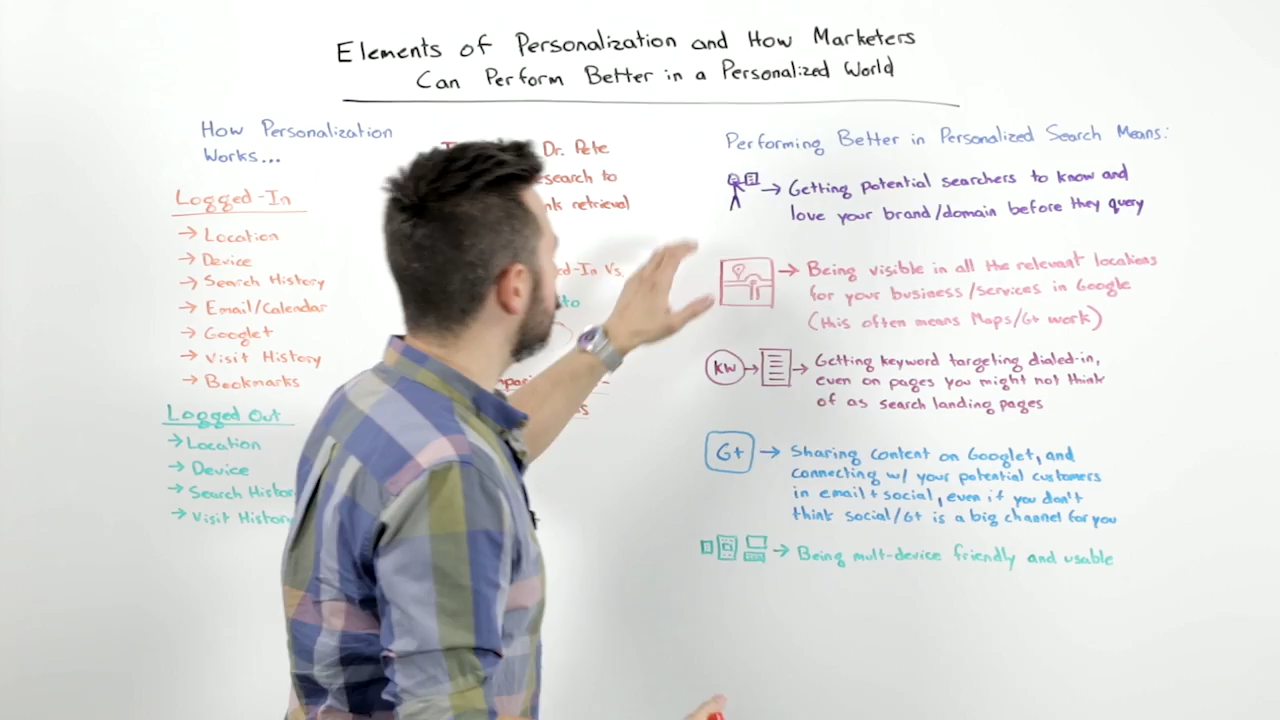 Elements of Personalization and How Marketers
Can Perform Better in a Personalized World
How Personalization
Works...
Logged-In
→ Location
→ Device
→ Search History
→ Email/Calendar
→ Google+
→ Visit History
→ Bookmarks
Logged Out
→ Location
→ Device
→ Search
→ Visit
Dr. Pete
to
retrieval
Vs.
Performing Better in Personalized Search Means:
→ Getting potential searchers to know and
love your brand/domain before they query
→ Being visible in all the relevant locations
for your business/services in Google
(this often means Maps/G+ work)
KW → → Getting keyword targeting dialed-in,
even on pages you might not think
of as search landing pages
G+ → Sharing content on Google+, and
connecting w/ your potential customers
in email + social, even if you don't
think social/G+ is a big channel for you
→ Being mult-device friendly and usable